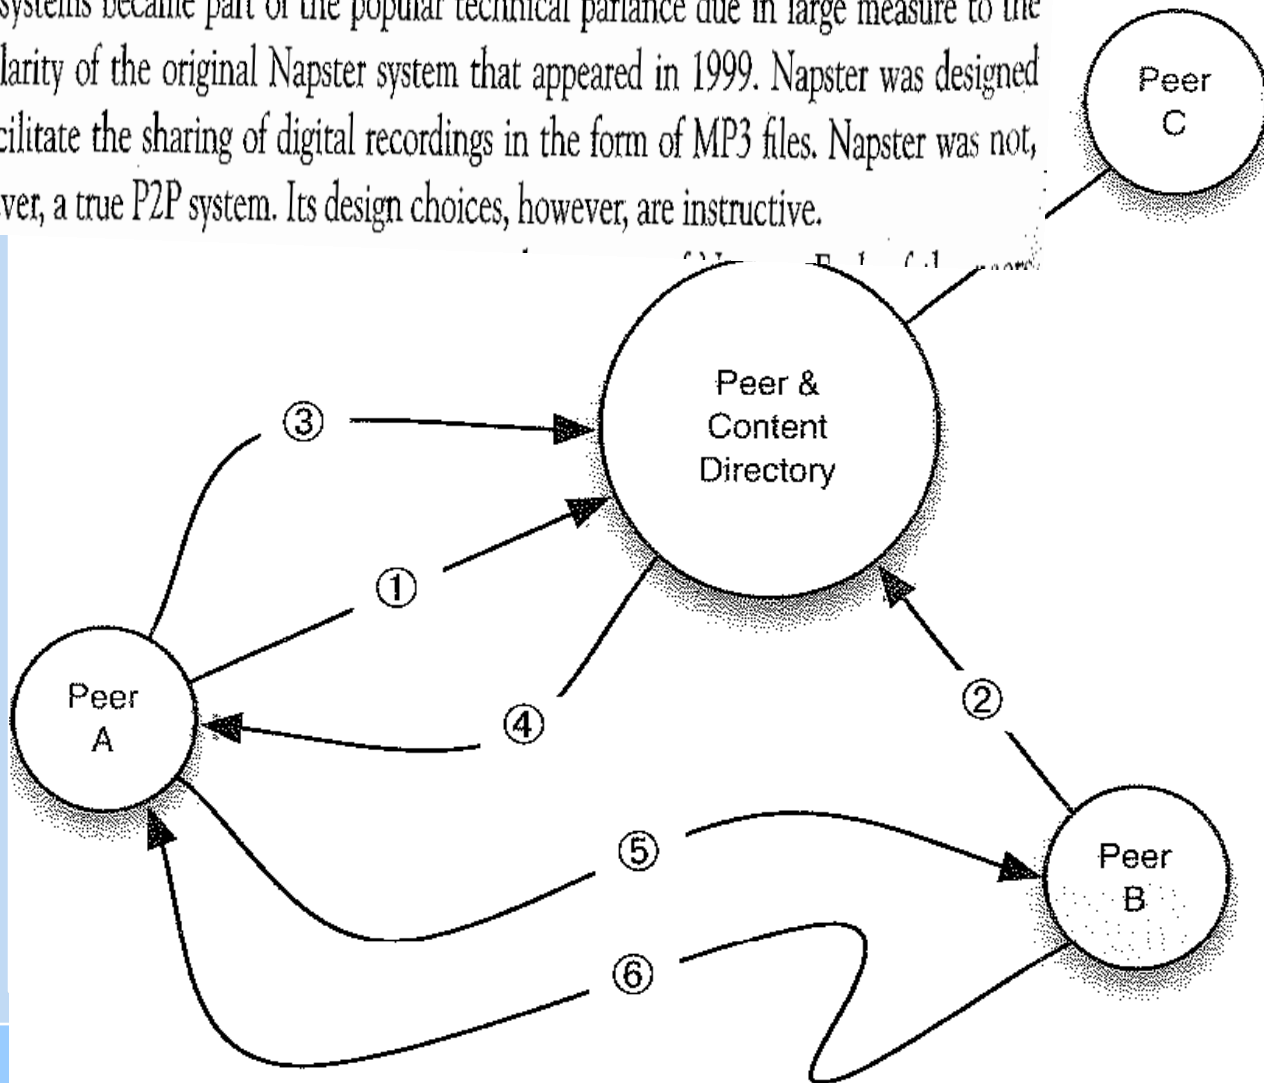 systems became part of the popular technical parlance due in large measure to the
larity of the original Napster system that appeared in 1999. Napster was designed
cilitate the sharing of digital recordings in the form of MP3 files. Napster was not,
ver, a true P2P system. Its design choices, however, are instructive.
Peer
C
Peer &
Content
Directory
③
①
Peer
A
④
②
⑤
Peer
B
⑥